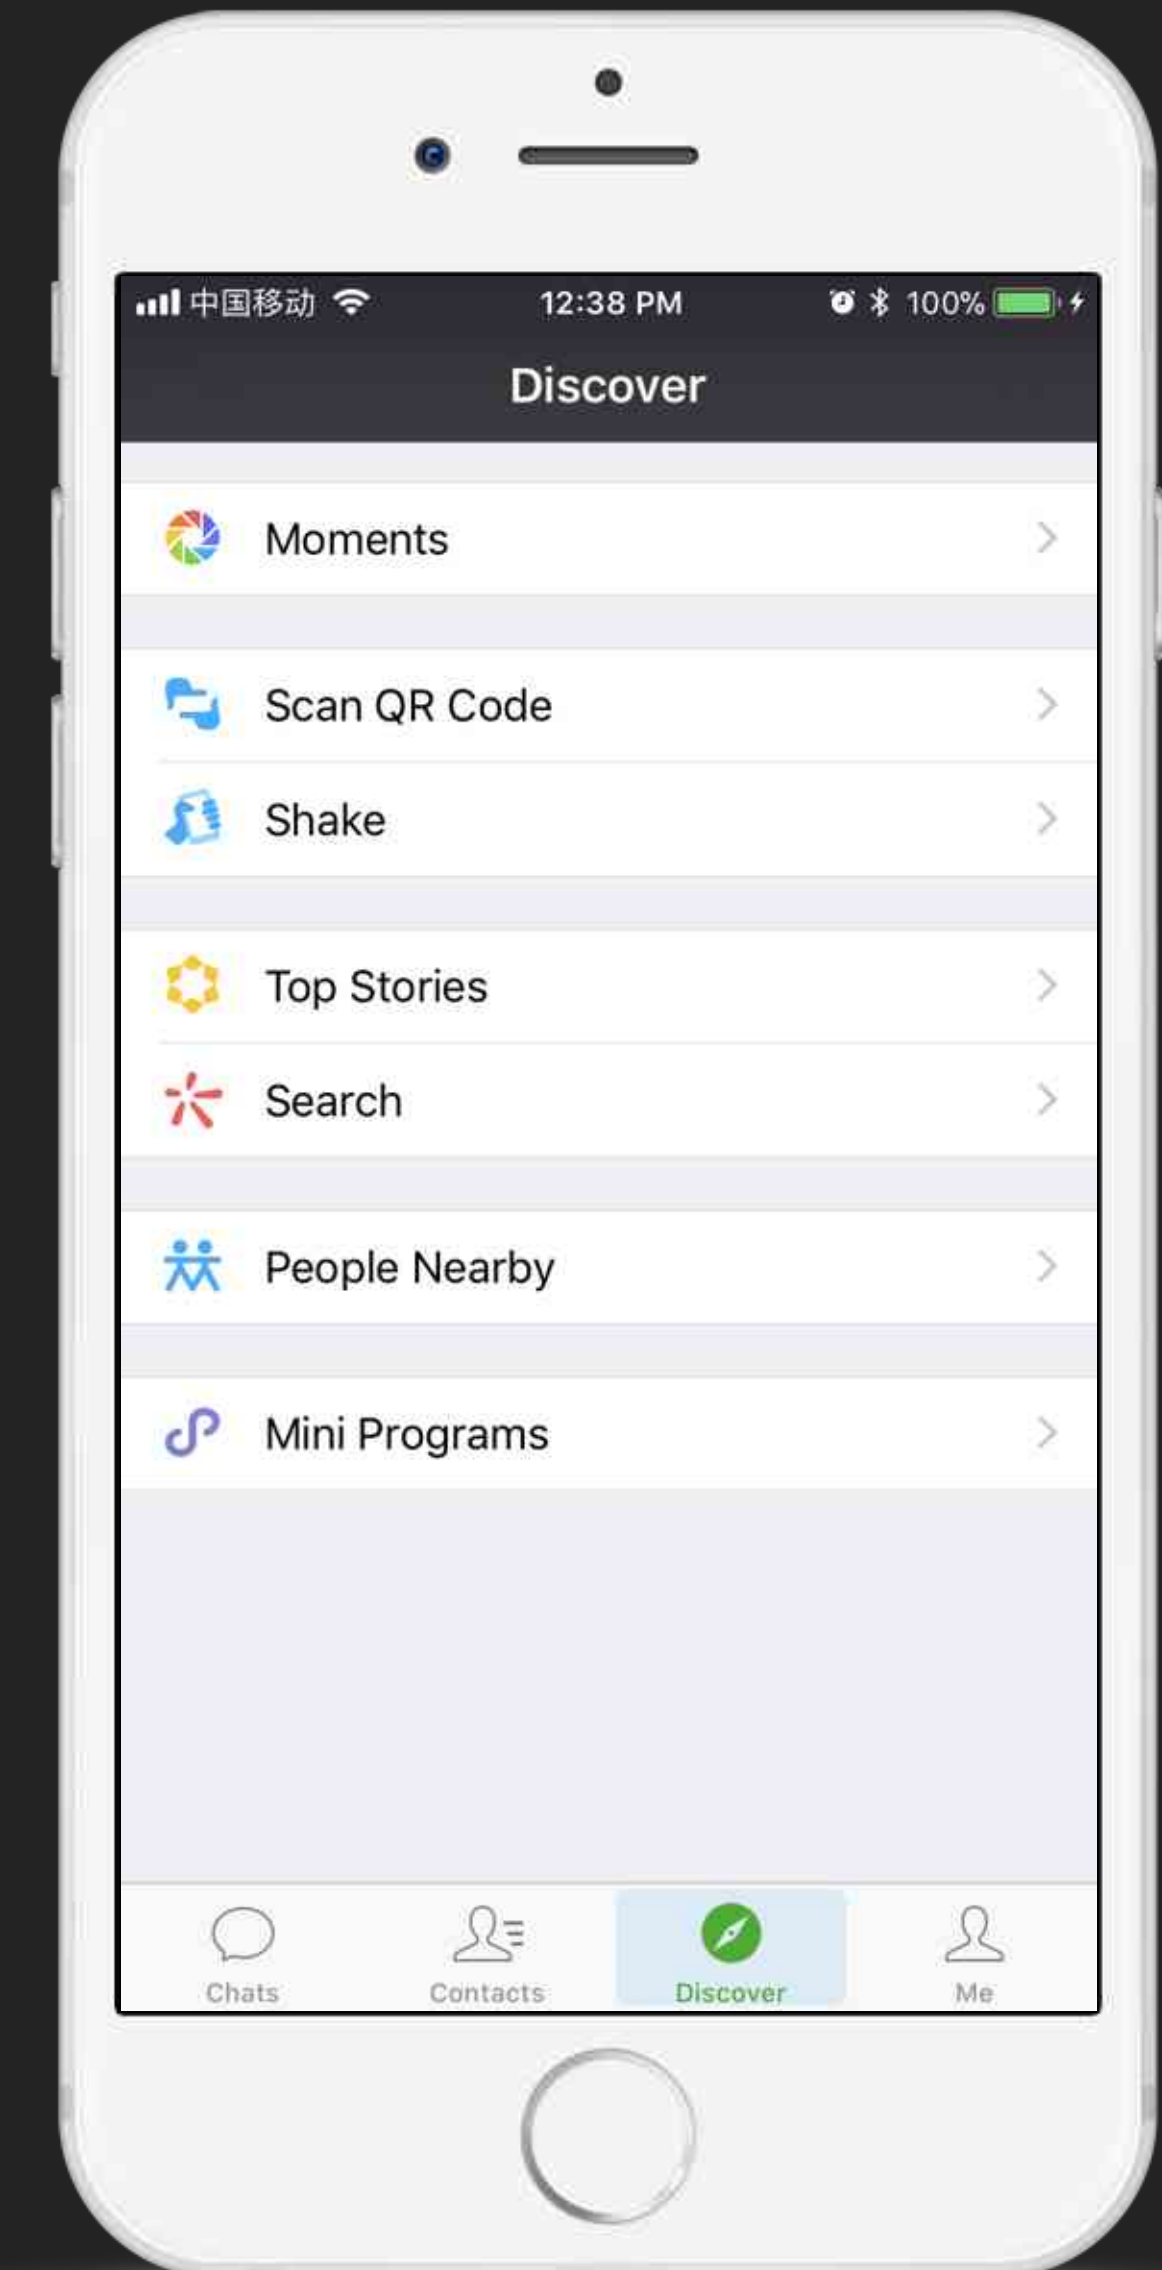 中国移动 12:38 PM 100%
Discover
Moments
Scan QR Code
Shake
Top Stories
Search
People Nearby
Mini Programs
Chats Contacts Discover Me